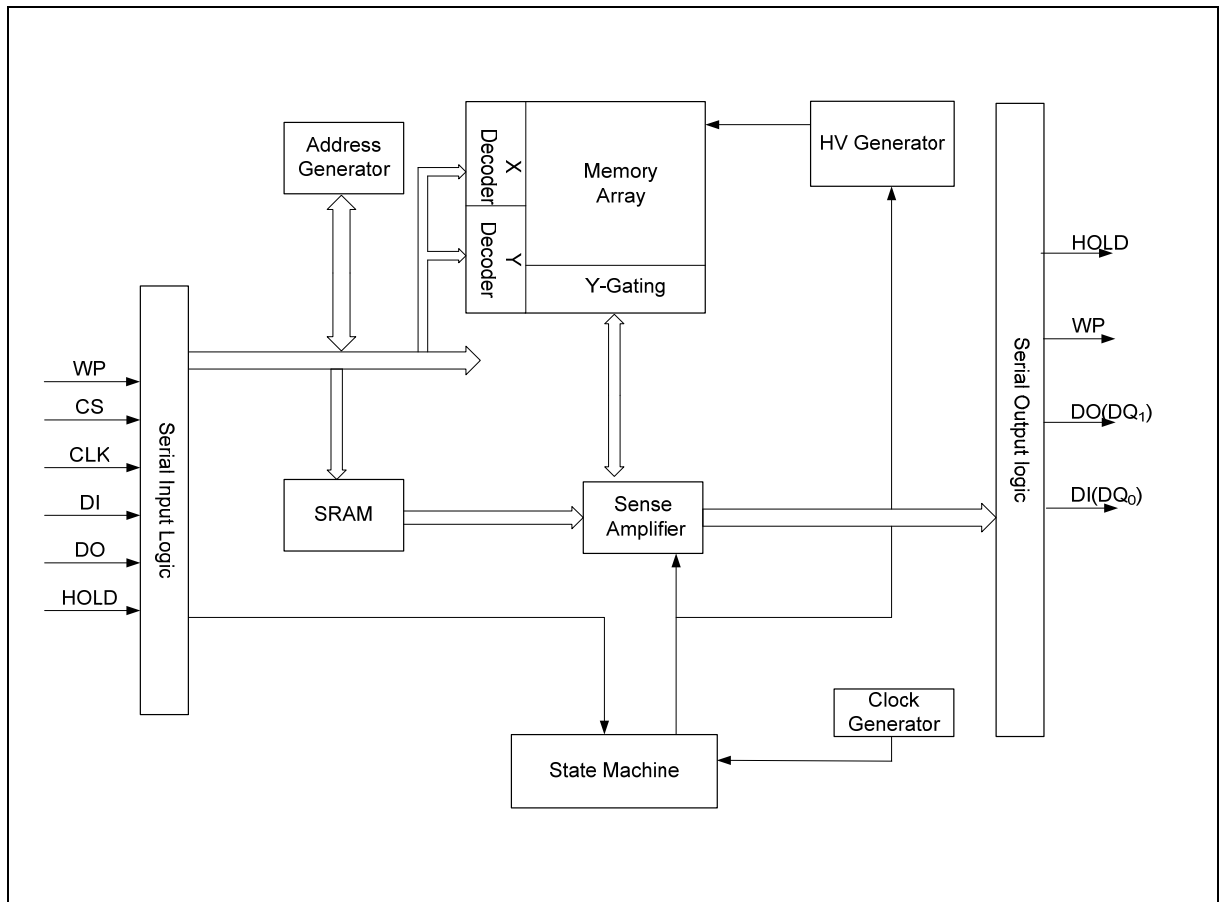 Address
Generator
X
Decoder
Y
Decoder
Memory
Array
Y-Gating
HV Generator
WP
CS
CLK
DI
DO
HOLD
Serial Input Logic
SRAM
Sense
Amplifier
State Machine
Clock
Generator
Serial Output logic
HOLD
WP
DO(DQ₁)
DI(DQ₀)